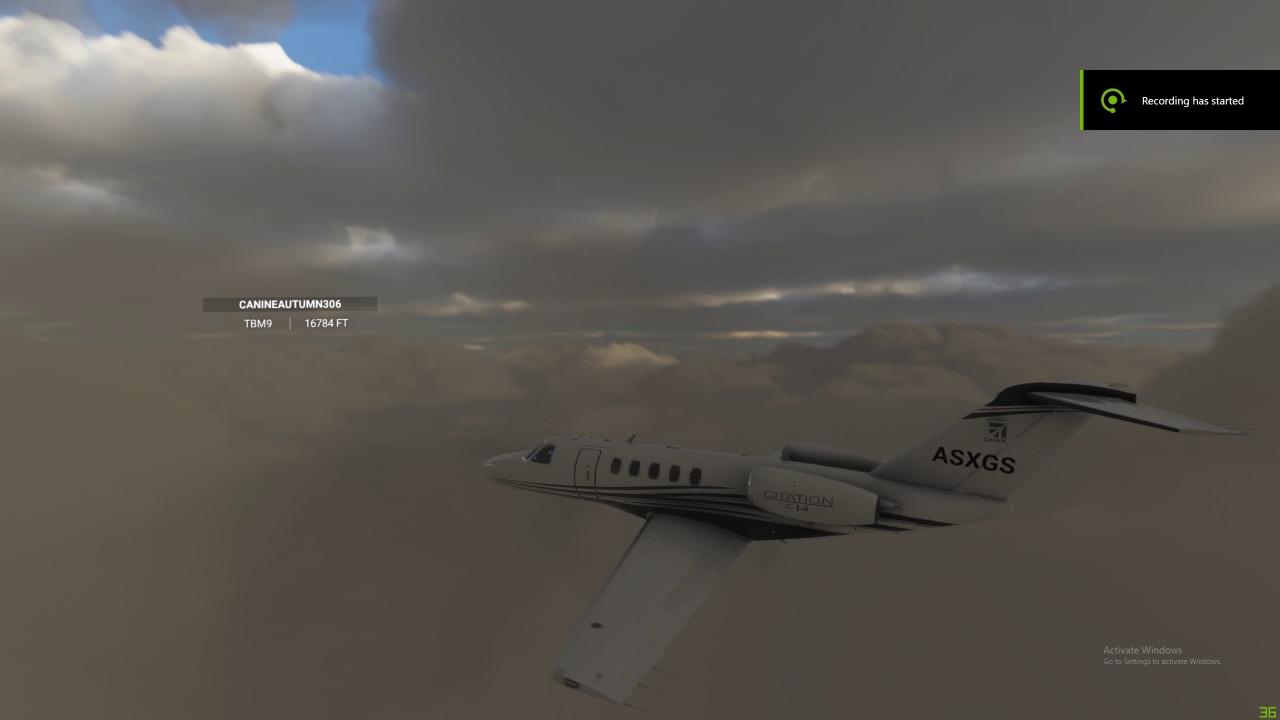 Recording has started
CANINEAUTUMN306
TBM9 | 16784 FT
Cessna
ASXGS
CITATION
CJ4
Activate Windows
Go to Settings to activate Windows.
36